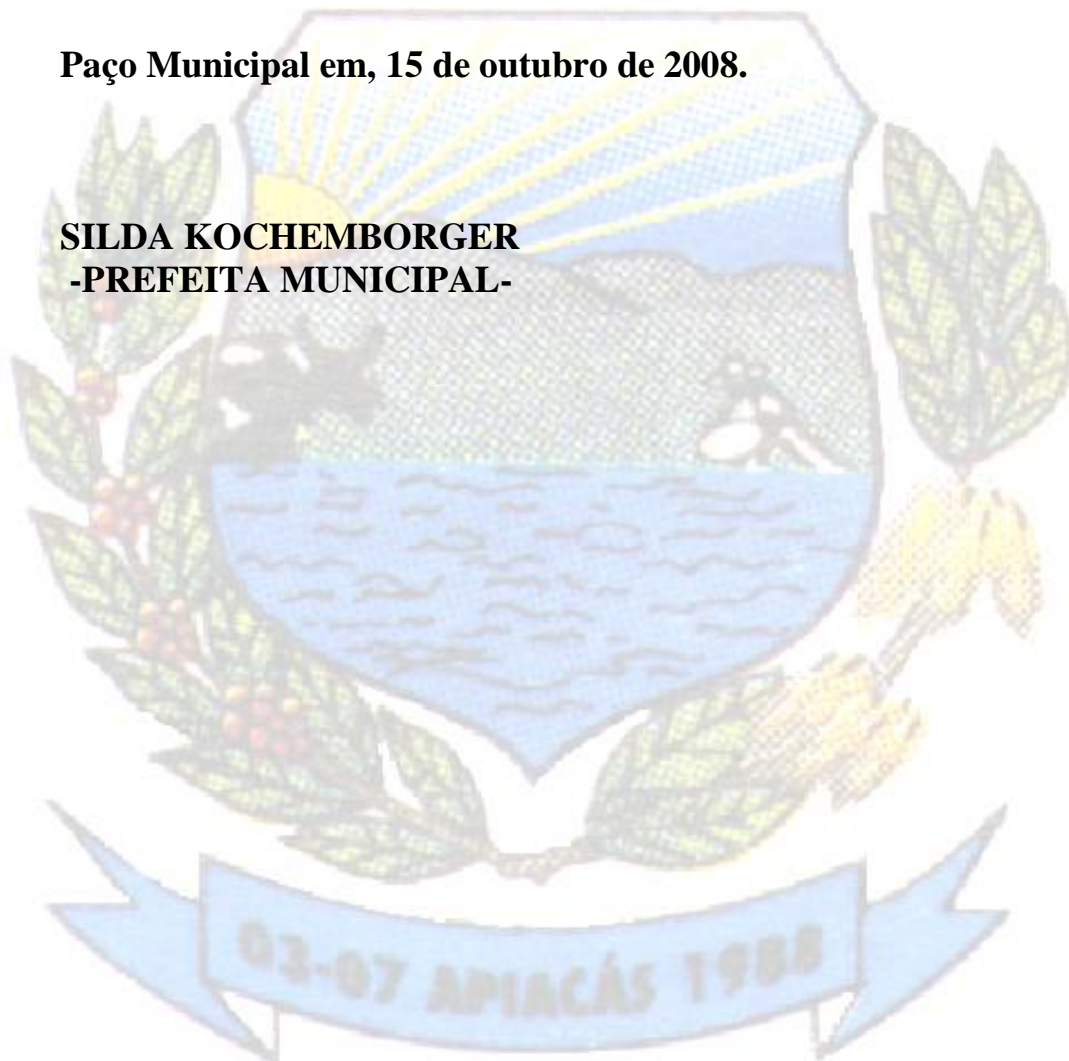 Paço Municipal em, 15 de outubro de 2008.
SILDA KOCHEMBORGER
-PREFEITA MUNICIPAL-
03-07 APIACÁS 1988